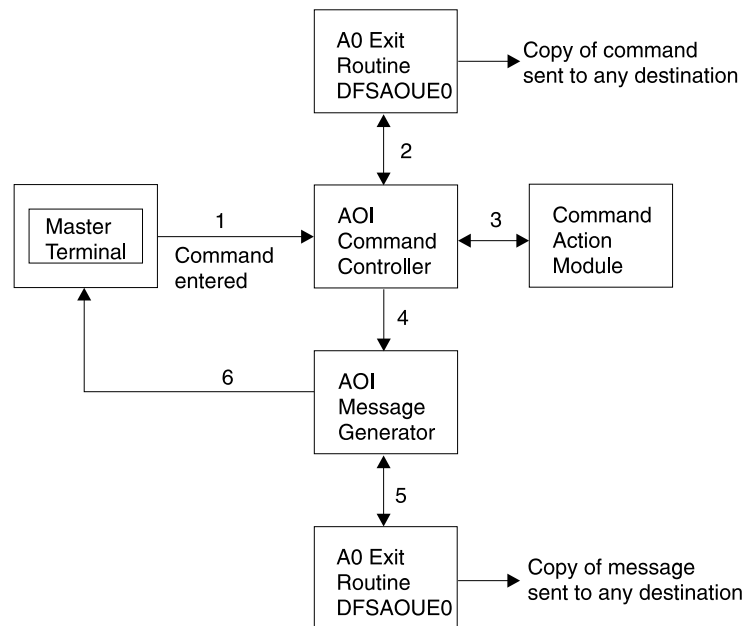 A0 Exit
Routine
DFSAOUE0
Copy of command
sent to any destination
2
Master
Terminal
1
Command
entered
AOI
Command
Controller
3
Command
Action
Module
4
6
AOI
Message
Generator
5
A0 Exit
Routine
DFSAOUE0
Copy of message
sent to any destination